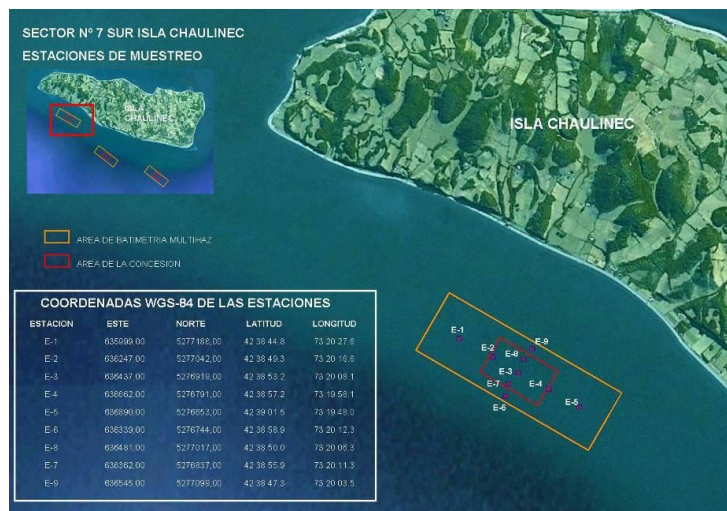 SECTOR Nº 7 SUR ISLA CHAULINEC
ESTACIONES DE MUESTREO
ISLA
CHAULINEC
ISLA CHAULINEC
AREA DE BATIMETRIA MULTIHAZ
AREA DE LA CONCESION
COORDENADAS WGS-84 DE LAS ESTACIONES
ESTACION ESTE NORTE LATITUD LONGITUD
E-1 635999,00 5277188,00 42 38 44.8 73 20 27.6
E-2 636247,00 5277042,00 42 38 49.3 73 20 16.6
E-3 636437,00 5276919,00 42 38 53.2 73 20 08.1
E-4 636662,00 5276791,00 42 38 57.2 73 19 58.1
E-5 636890,00 5276653,00 42 39 01.5 73 19 48.0
E-6 636339,00 5276744,00 42 38 58.9 73 20 12.3
E-8 636481,00 5277017,00 42 38 50.0 73 20 06.3
E-7 636362,00 5276837,00 42 38 55.9 73 20 11.3
E-9 636545,00 5277099,00 42 38 47.3 73 20 03.5
E-1
E-9
E-2
E-8
E-3
E-7
E-4
E-6
E-5